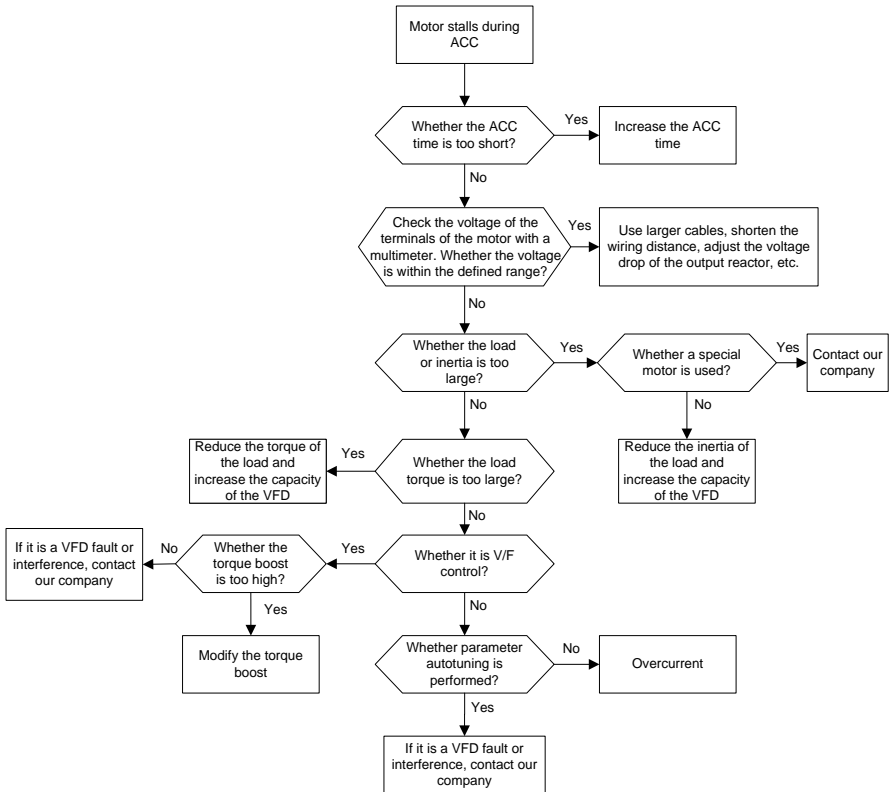 Motor stalls during
ACC
Whether the ACC
time is too short?
Yes
Increase the ACC
time
No
Check the voltage of the
terminals of the motor with a
multimeter. Whether the voltage
is within the defined range?
Yes
Use larger cables, shorten the
wiring distance, adjust the voltage
drop of the output reactor, etc.
No
Whether the load
or inertia is too
large?
Yes
Whether a special
motor is used?
Yes
Contact our
company
No
No
Reduce the torque of
the load and
increase the capacity
of the VFD
Yes
Whether the load
torque is too large?
Reduce the inertia of
the load and
increase the capacity
of the VFD
No
If it is a VFD fault or
interference, contact
our company
No
Whether the
torque boost
is too high?
Yes
Whether it is V/F
control?
Yes
No
Modify the torque
boost
Whether parameter
autotuning is
performed?
No
Overcurrent
Yes
If it is a VFD fault or
interference, contact our
company